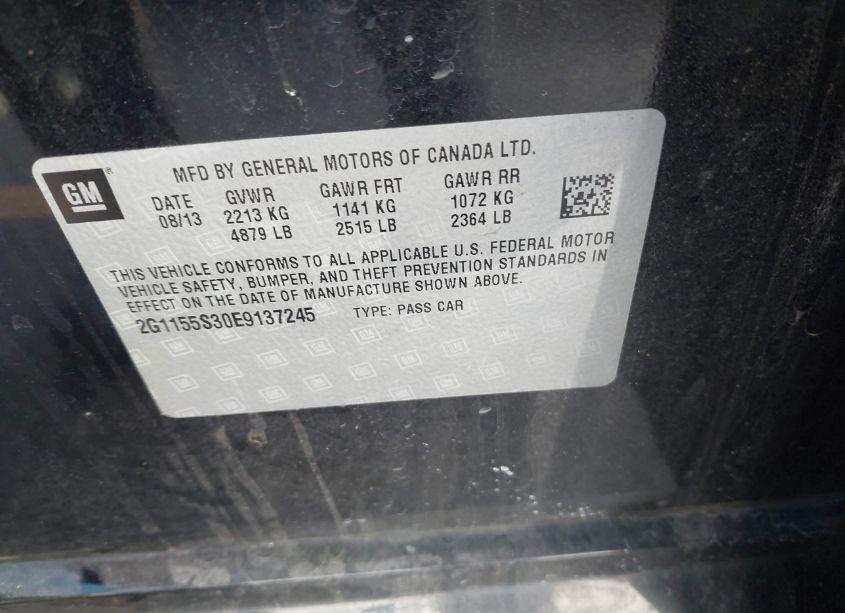 MFD BY GENERAL MOTORS OF CANADA LTD.
GM
DATE GVWR GAWR FRT GAWR RR
08/13 2213 KG 1141 KG 1072 KG
4879 LB 2515 LB 2364 LB
THIS VEHICLE CONFORMS TO ALL APPLICABLE U.S. FEDERAL MOTOR
VEHICLE SAFETY, BUMPER, AND THEFT PREVENTION STANDARDS IN
EFFECT ON THE DATE OF MANUFACTURE SHOWN ABOVE.
2G1155S30E9137245 TYPE: PASS CAR